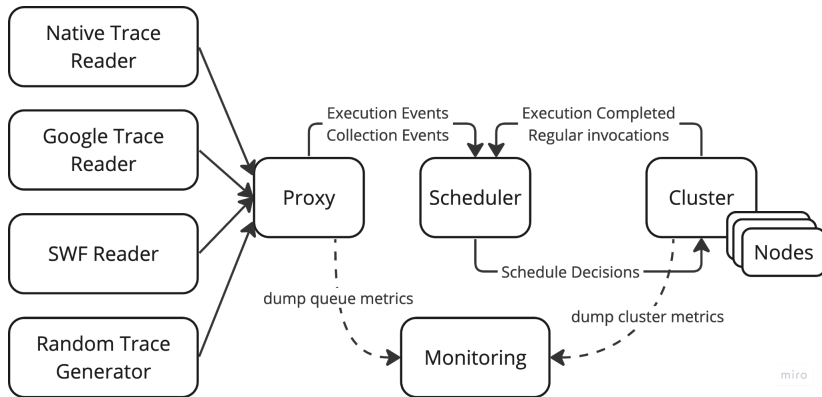 Native Trace
Reader
Google Trace
Reader
SWF Reader
Random Trace
Generator
Proxy
Execution Events
Collection Events
Scheduler
Execution Completed
Regular invocations
Cluster
Nodes
Schedule Decisions
dump queue metrics
dump cluster metrics
Monitoring
miro